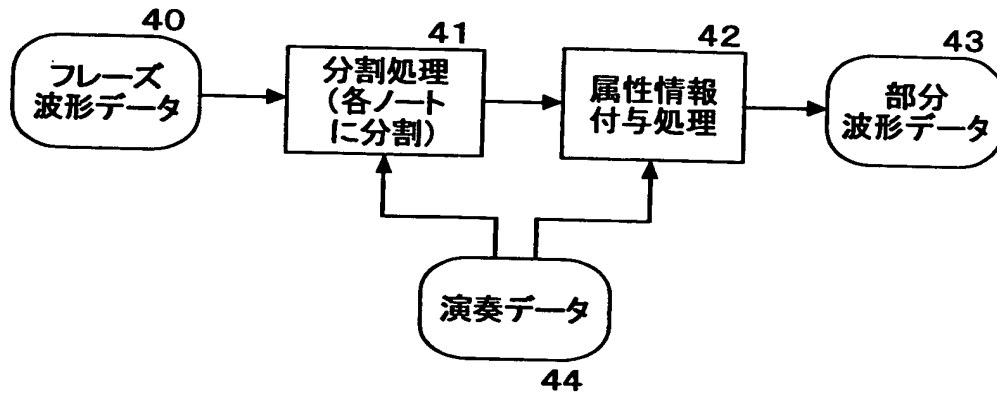 40
フレーズ
波形データ
41
分割処理
(各ノート
に分割)
42
属性情報
付与処理
43
部分
波形データ
演奏データ
44